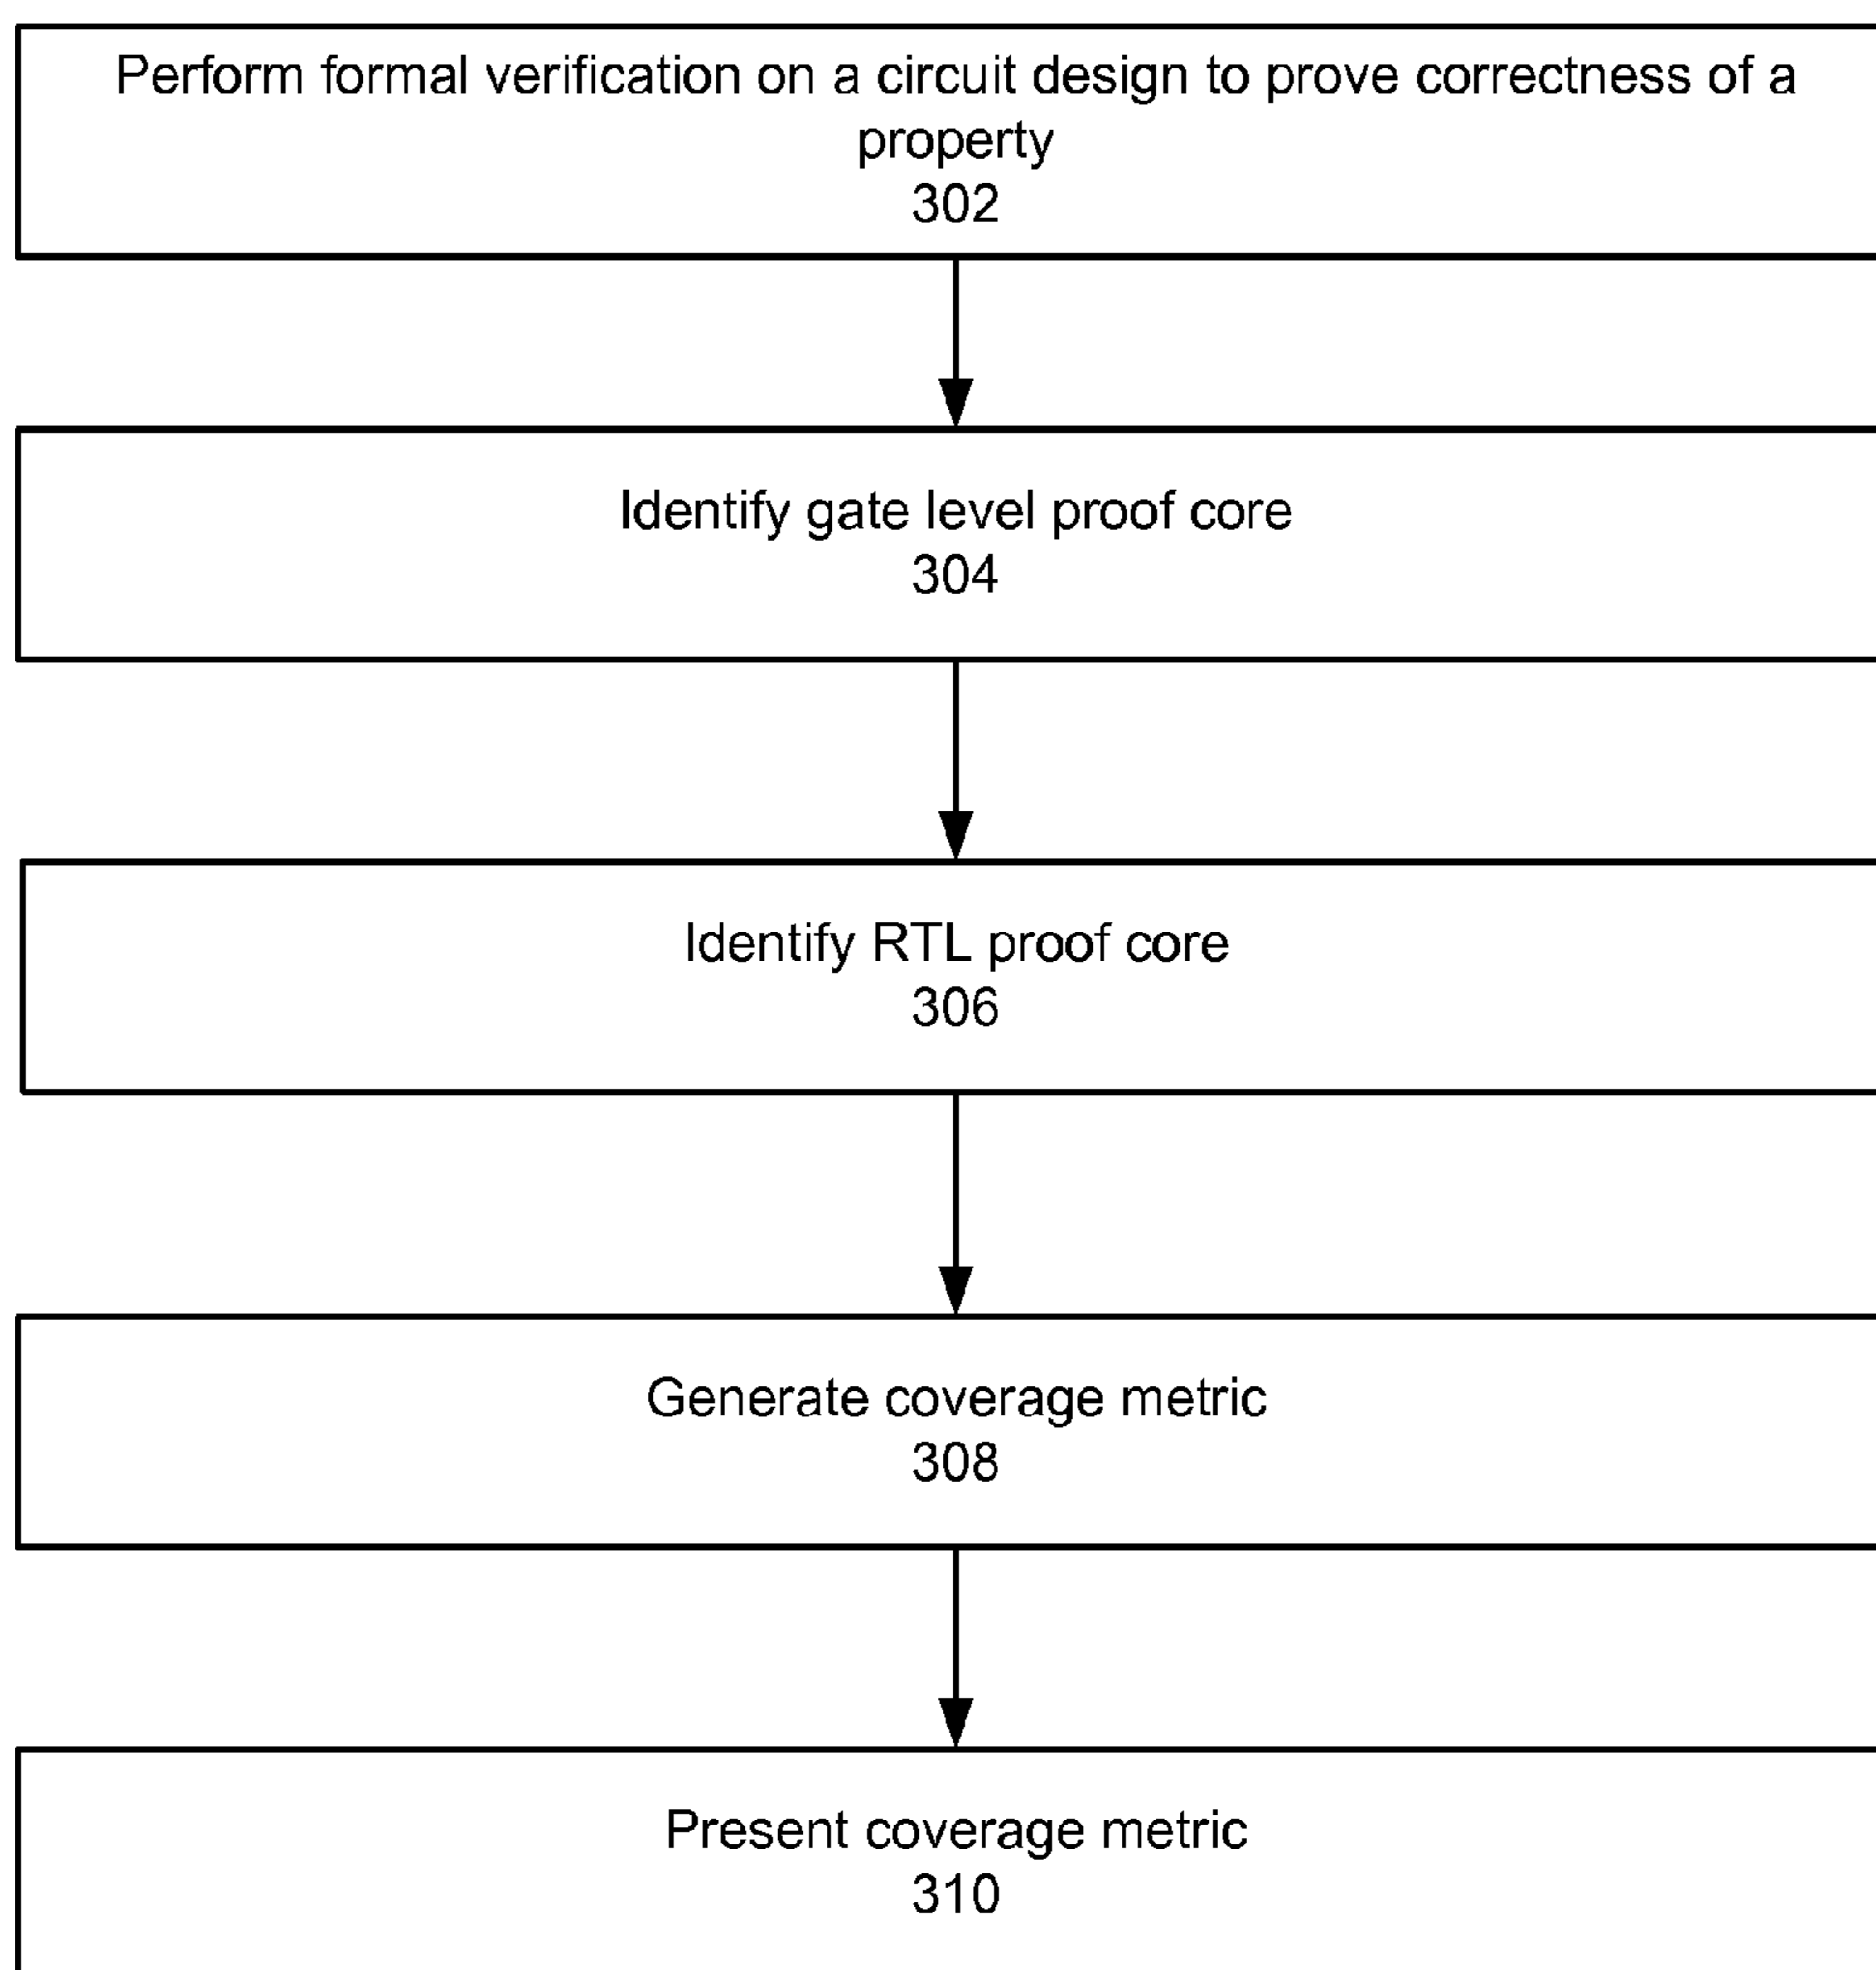 Perform formal verification on a circuit design to prove correctness of a
property
302
Identify gate level proof core
304
Identify RTL proof core
306
Generate coverage metric
308
Present coverage metric
310